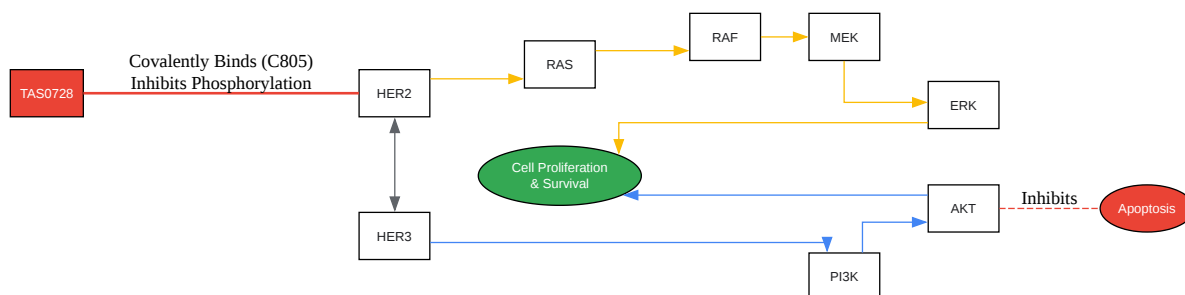 RAF
MEK
Covalently Binds (C805)
Inhibits Phosphorylation
RAS
TAS0728
HER2
ERK
Cell Proliferation
& Survival
Inhibits
AKT
Apoptosis
HER3
PI3K